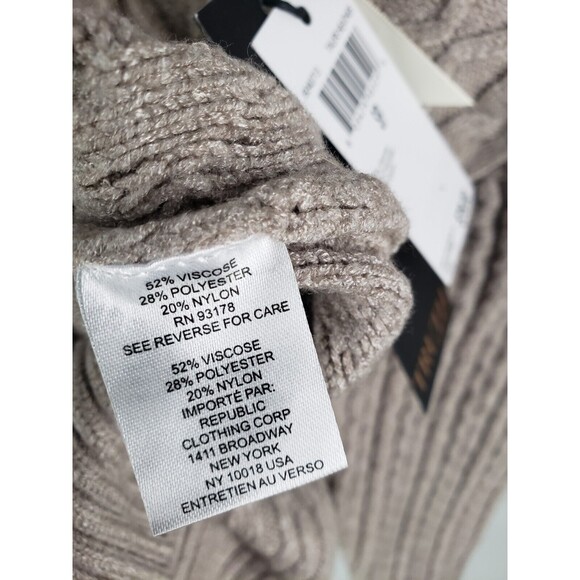 52% VISCOSE
28% POLYESTER
20% NYLON
RN 93178
SEE REVERSE FOR CARE
52% VISCOSE
28% POLYESTER
20% NYLON
IMPORTÉ PAR:
REPUBLIC
CLOTHING CORP
1411 BROADWAY
NEW YORK
NY 10018 USA
ENTRETIEN AU VERSO